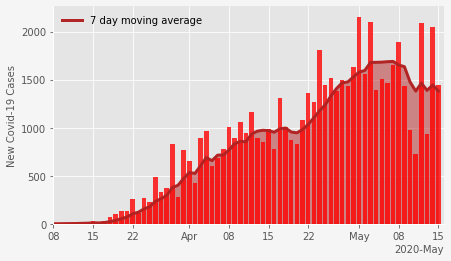 7 day moving average
New Covid-19 Cases
2000
1500
1000
500
0
08 15 22 Apr 08 15 22 May 08 15
2020-May